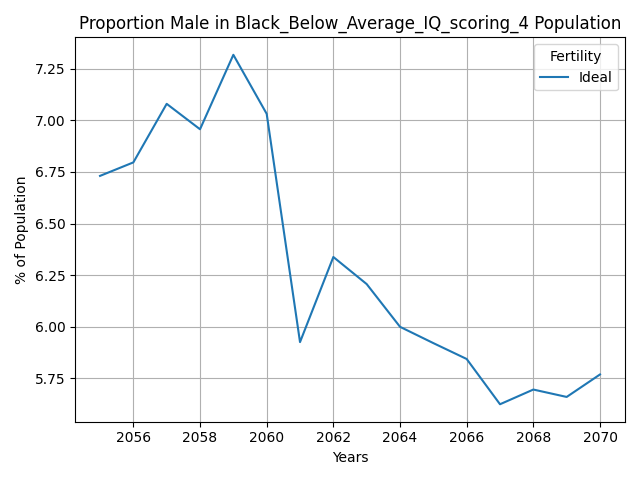 Proportion Male in Black_Below_Average_IQ_scoring_4 Population
Fertility
Ideal
7.25
7.00
6.75
6.50
6.25
6.00
5.75
% of Population
2056 2058 2060 2062 2064 2066 2068 2070
Years